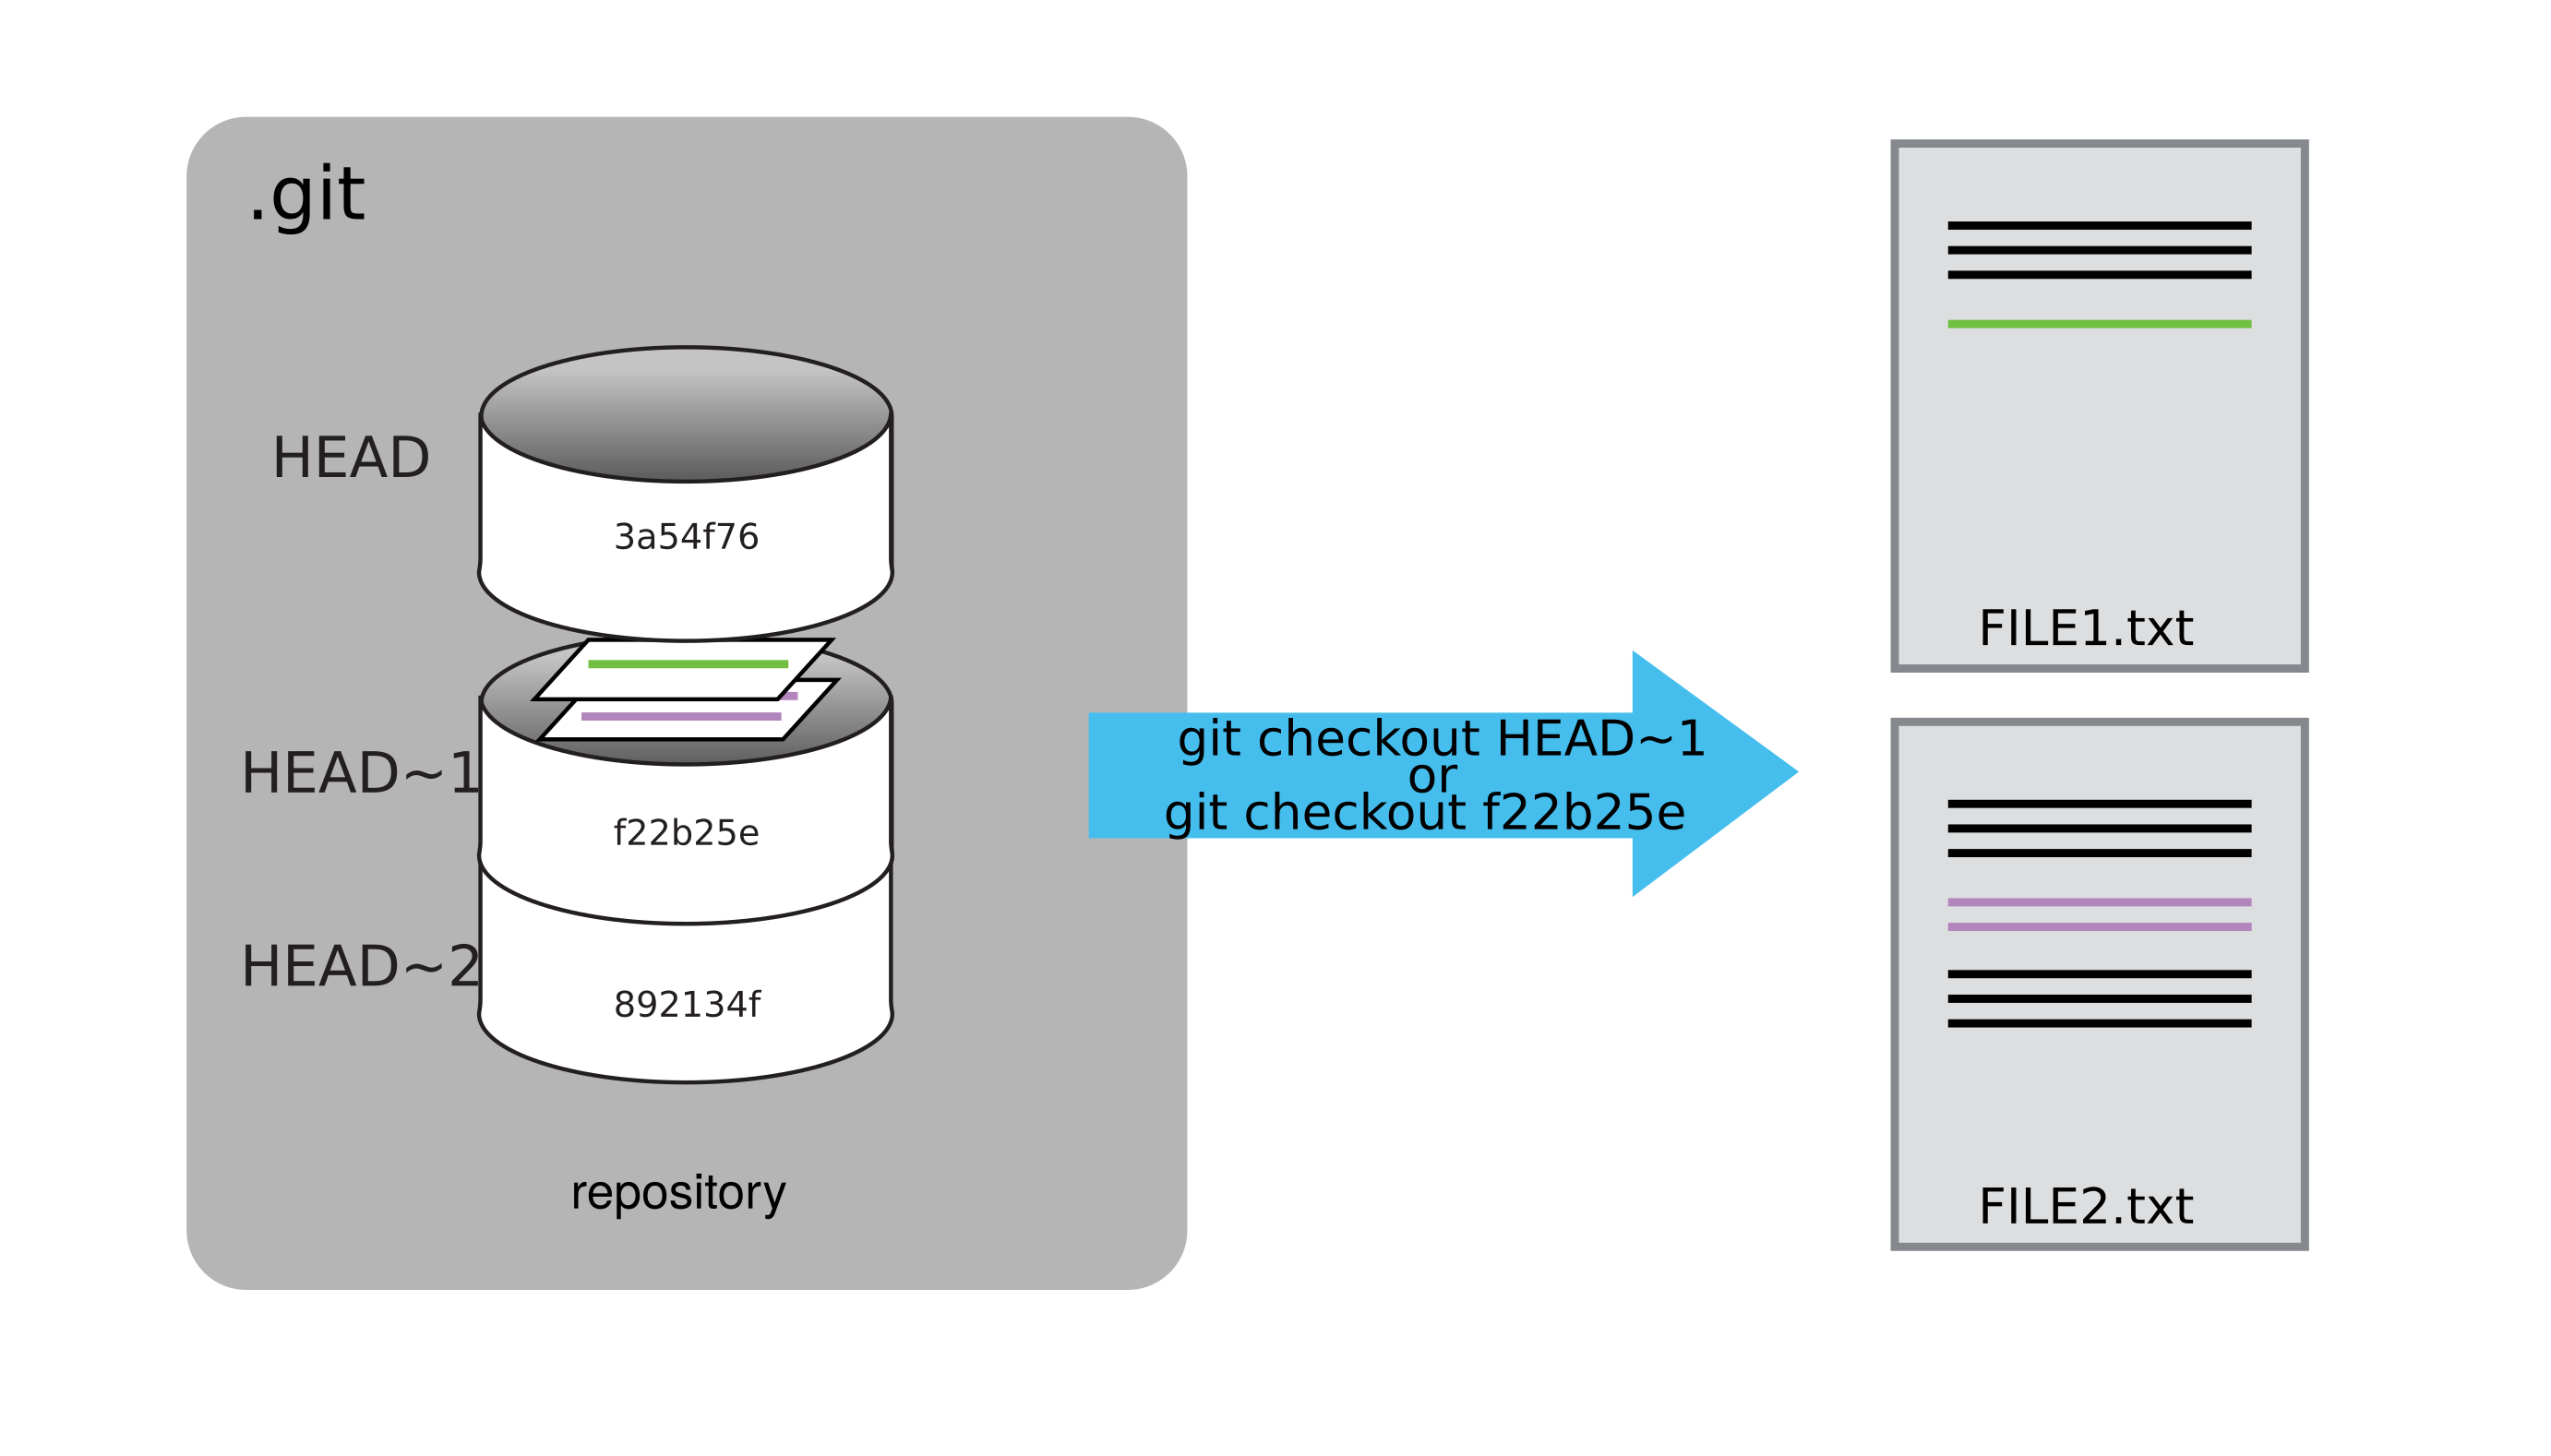 .git
HEAD
3a54f76
HEAD~1
f22b25e
HEAD~2
892134f
repository
git checkout HEAD~1
or
git checkout f22b25e
FILE1.txt
FILE2.txt